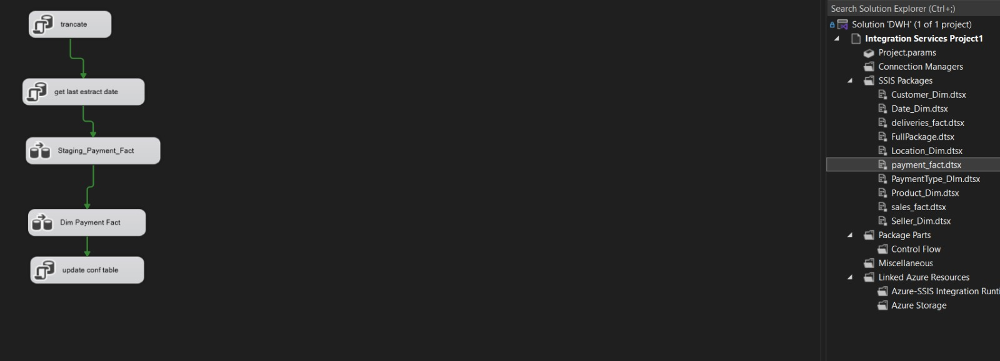 trancate
get last estract date
Staging_Payment_Fact
Dim Payment Fact
update conf table
Search Solution Explorer (Ctrl+;)
Solution 'DWH' (1 of 1 project)
Integration Services Project1
Project.params
Connection Managers
SSIS Packages
Customer_Dim.dtsx
Date_Dim.dtsx
deliveries_fact.dtsx
FullPackage.dtsx
Location_Dim.dtsx
payment_fact.dtsx
PaymentType_DIm.dtsx
Product_Dim.dtsx
sales_fact.dtsx
Seller_Dim.dtsx
Package Parts
Control Flow
Miscellaneous
Linked Azure Resources
Azure-SSIS Integration Runti
Azure Storage